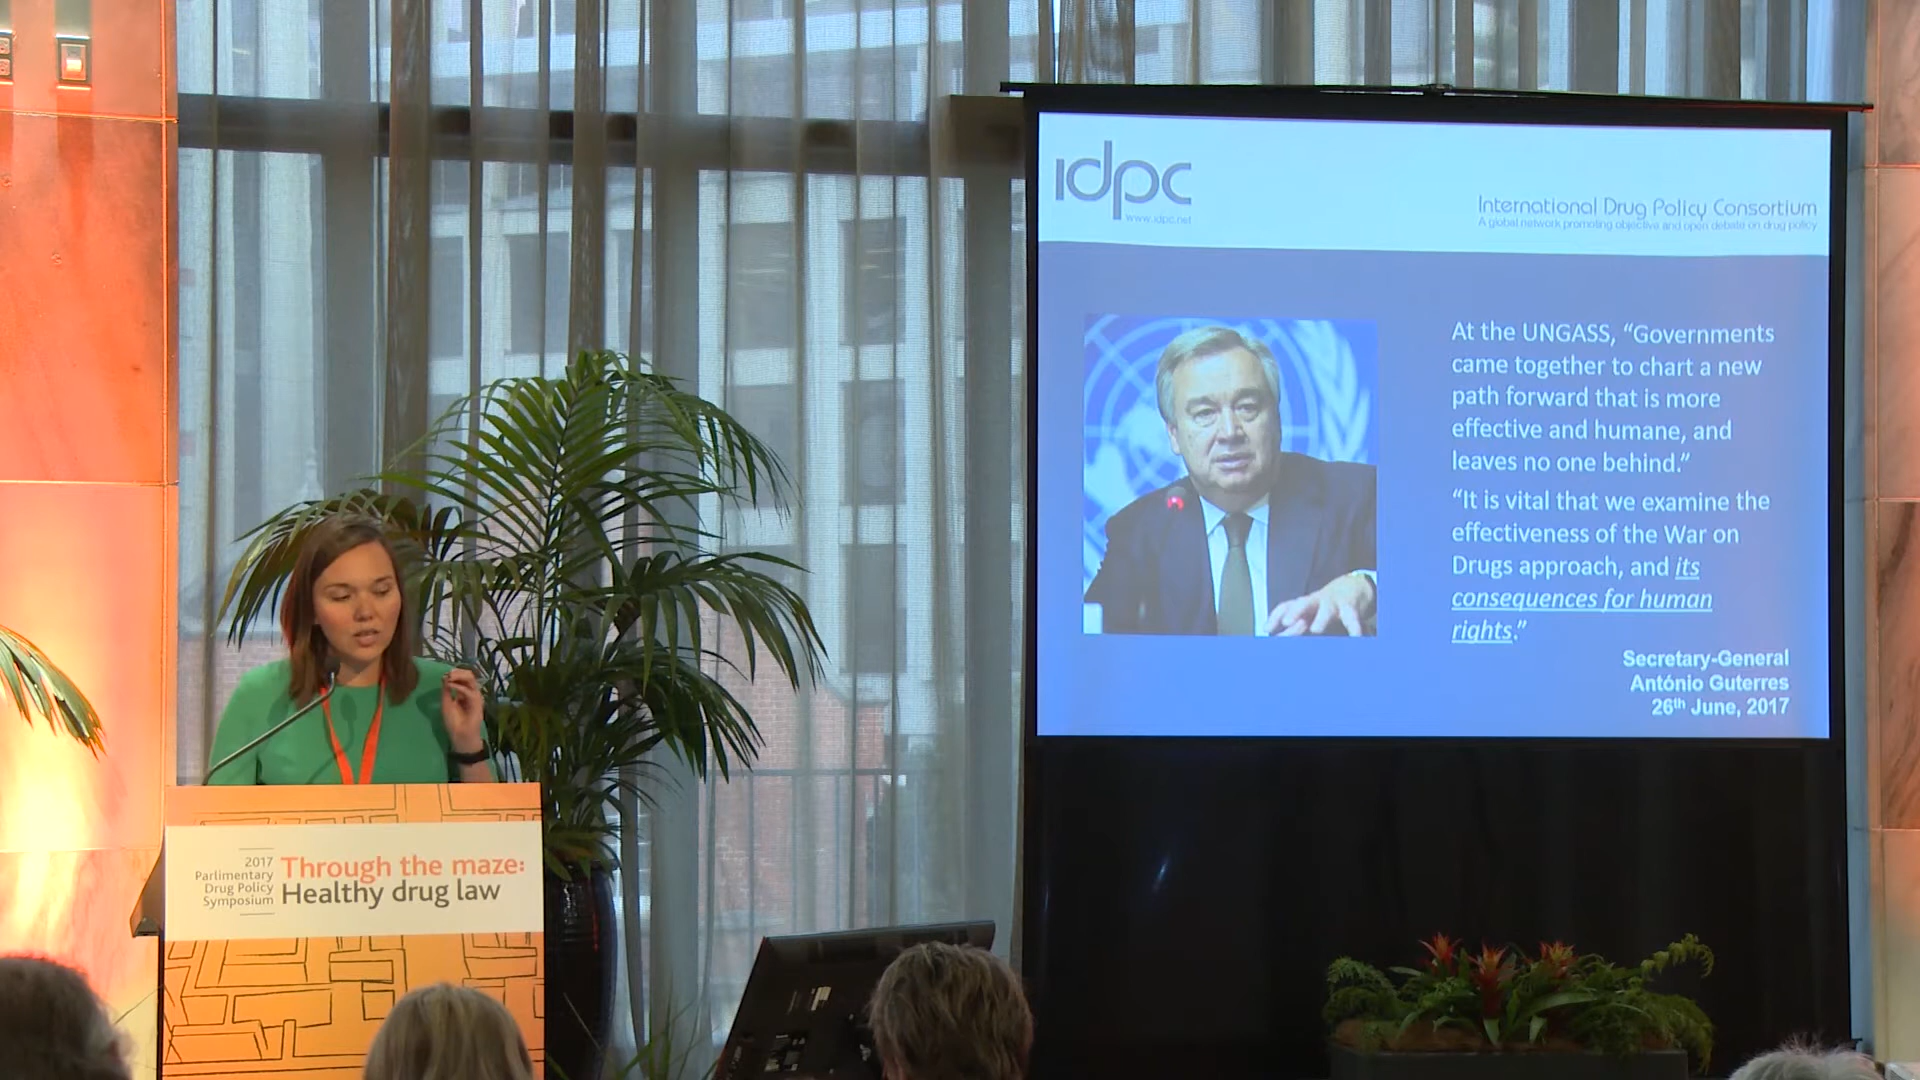 idpc
www.idpc.net
International Drug Policy Consortium
A global network promoting objective and open debate on drug policy
At the UNGASS, “Governments
came together to chart a new
path forward that is more
effective and humane, and
leaves no one behind.”
“It is vital that we examine the
effectiveness of the War on
Drugs approach, and its
consequences for human
rights.”
Secretary-General
António Guterres
26th June, 2017
2017
Parlimentary
Drug Policy
Symposium
Through the maze:
Healthy drug law